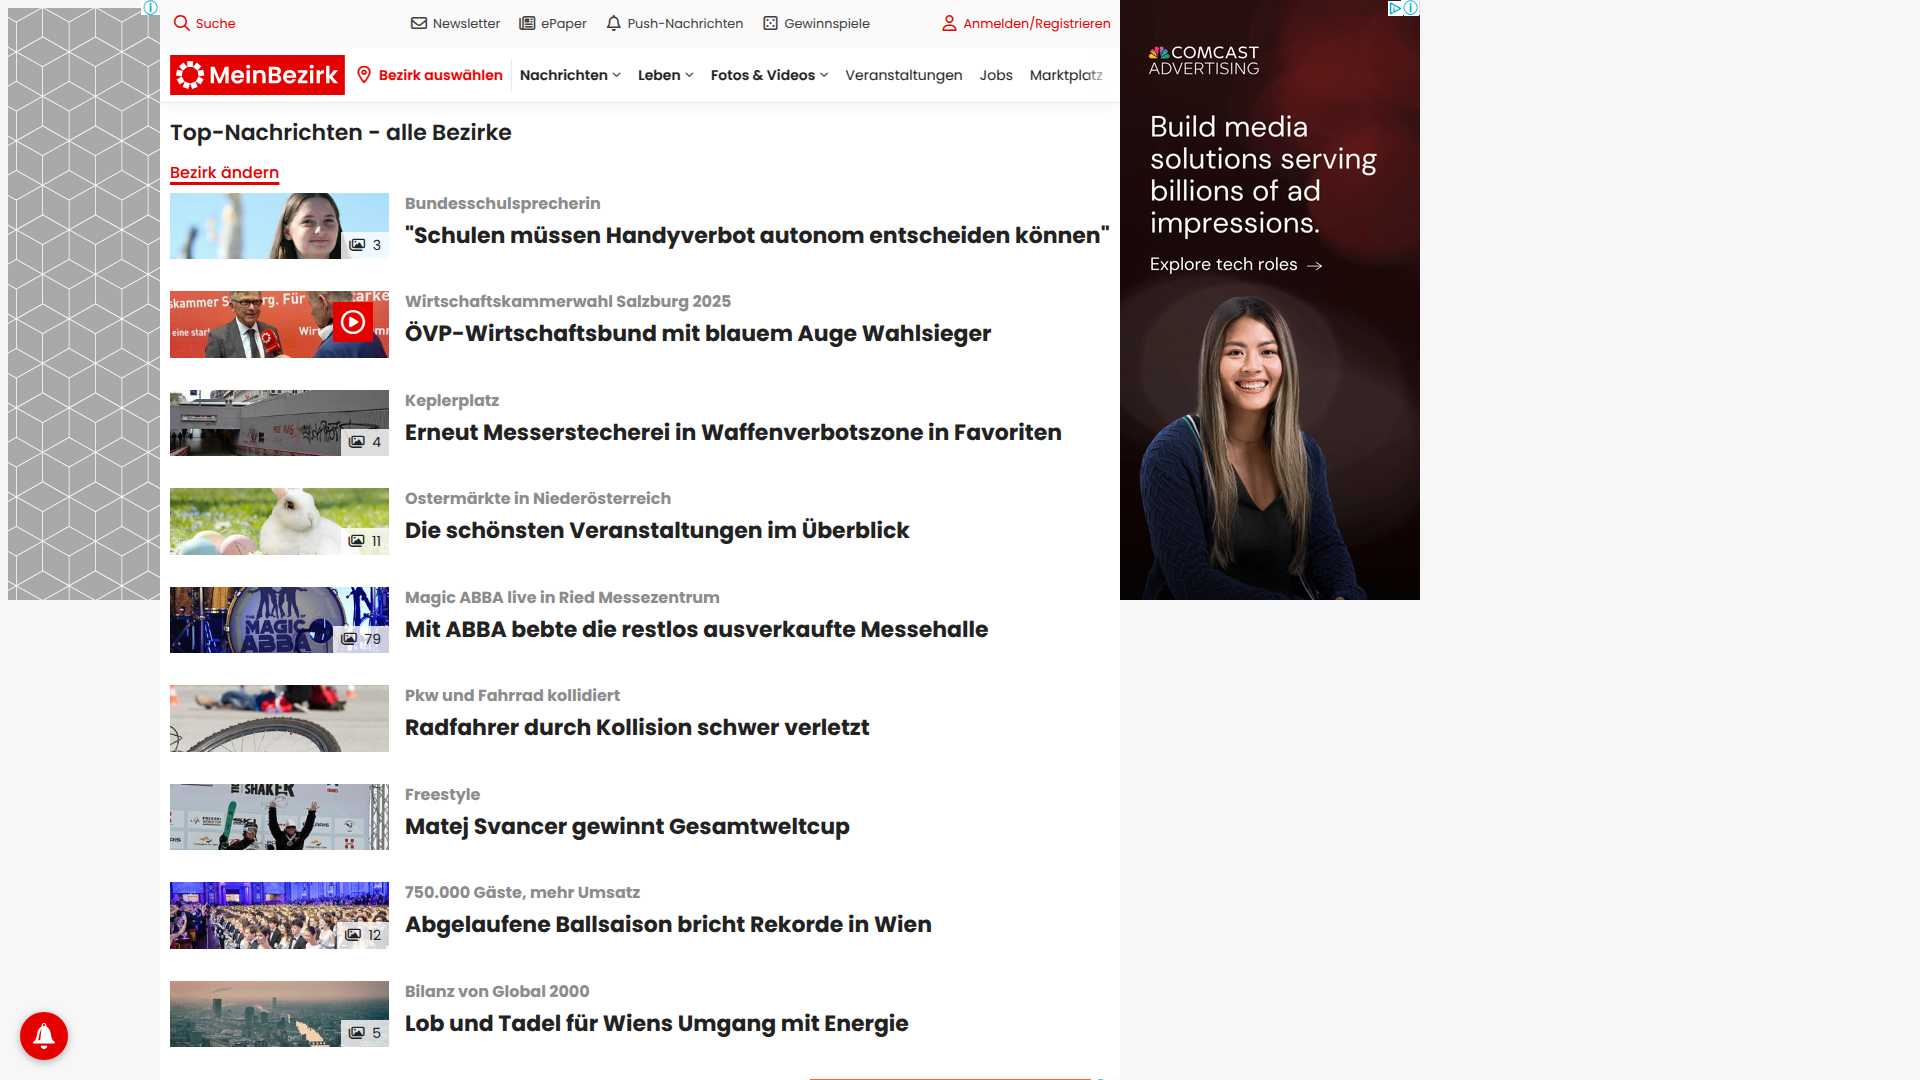 Suche
Newsletter
ePaper
Push-Nachrichten
Gewinnspiele
Anmelden/Registrieren
MeinBezirk
Bezirk auswählen
Nachrichten
Leben
Fotos & Videos
Veranstaltungen
Jobs
Marktplatz
Top-Nachrichten - alle Bezirke
Bezirk ändern
3
Bundesschulsprecherin
"Schulen müssen Handyverbot autonom entscheiden können"
Wirtschaftskammerwahl Salzburg 2025
ÖVP-Wirtschaftsbund mit blauem Auge Wahlsieger
4
Keplerplatz
Erneut Messerstecherei in Waffenverbotszone in Favoriten
11
Ostermärkte in Niederösterreich
Die schönsten Veranstaltungen im Überblick
THE
MAGIC
ABBA
79
Magic ABBA live in Ried Messezentrum
Mit ABBA bebte die restlos ausverkaufte Messehalle
Pkw und Fahrrad kollidiert
Radfahrer durch Kollision schwer verletzt
SHAKER
Freestyle
Matej Svancer gewinnt Gesamtweltcup
12
750.000 Gäste, mehr Umsatz
Abgelaufene Ballsaison bricht Rekorde in Wien
5
Bilanz von Global 2000
Lob und Tadel für Wiens Umgang mit Energie
COMCAST
ADVERTISING
Build media
solutions serving
billions of ad
impressions.
Explore tech roles →